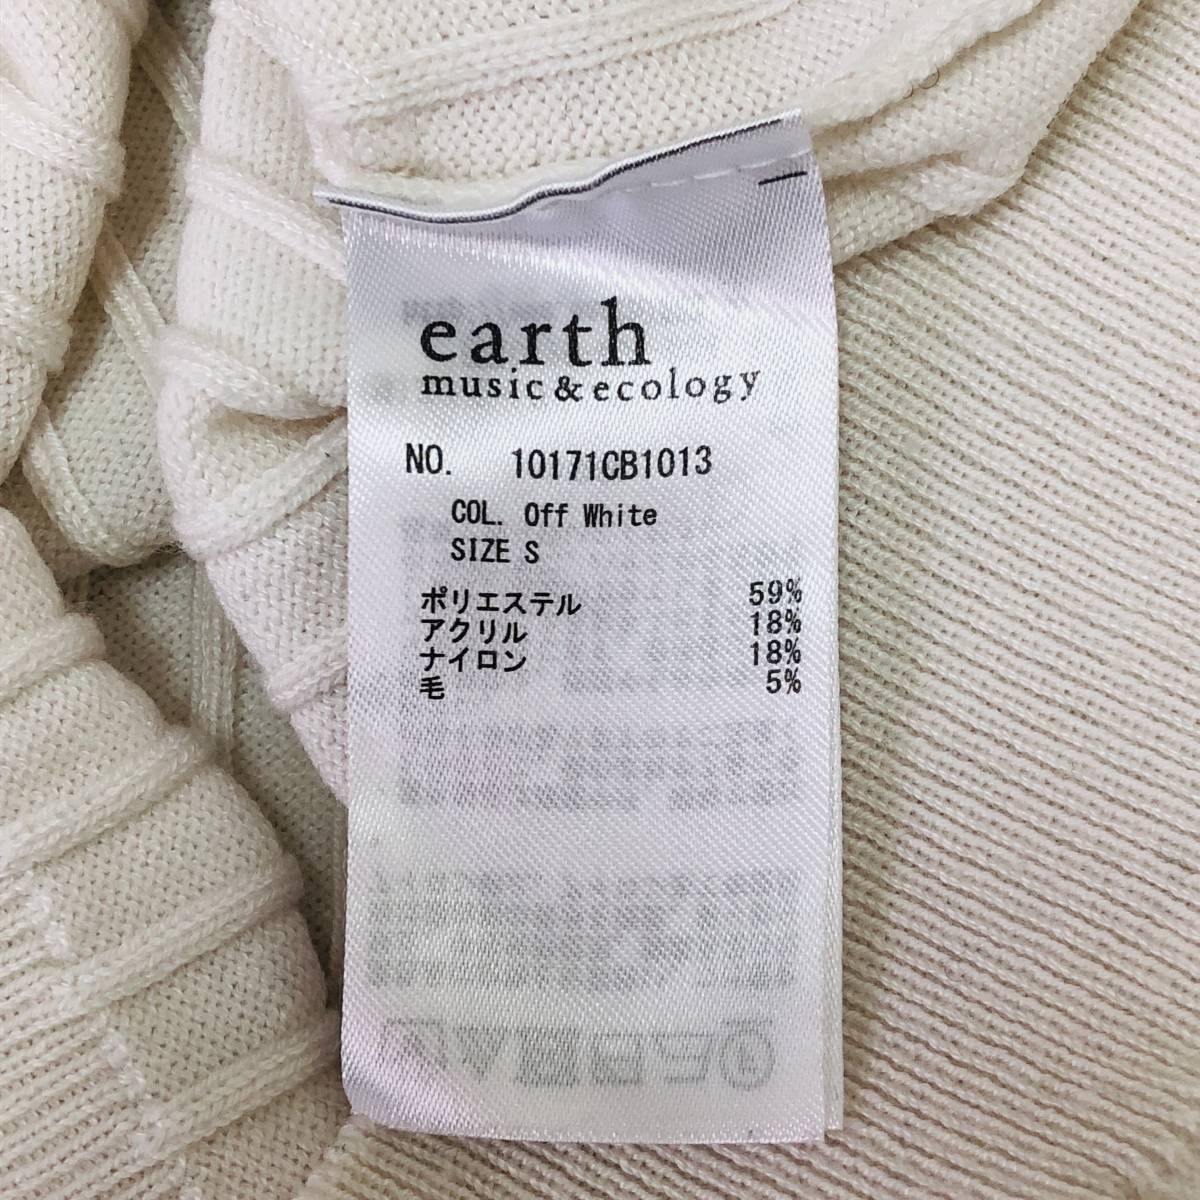 earth
music&ecology
NO. 10171CB1013
COL. Off White
SIZE S
ポリエステル 59%
アクリル 18%
ナイロン 18%
毛 5%